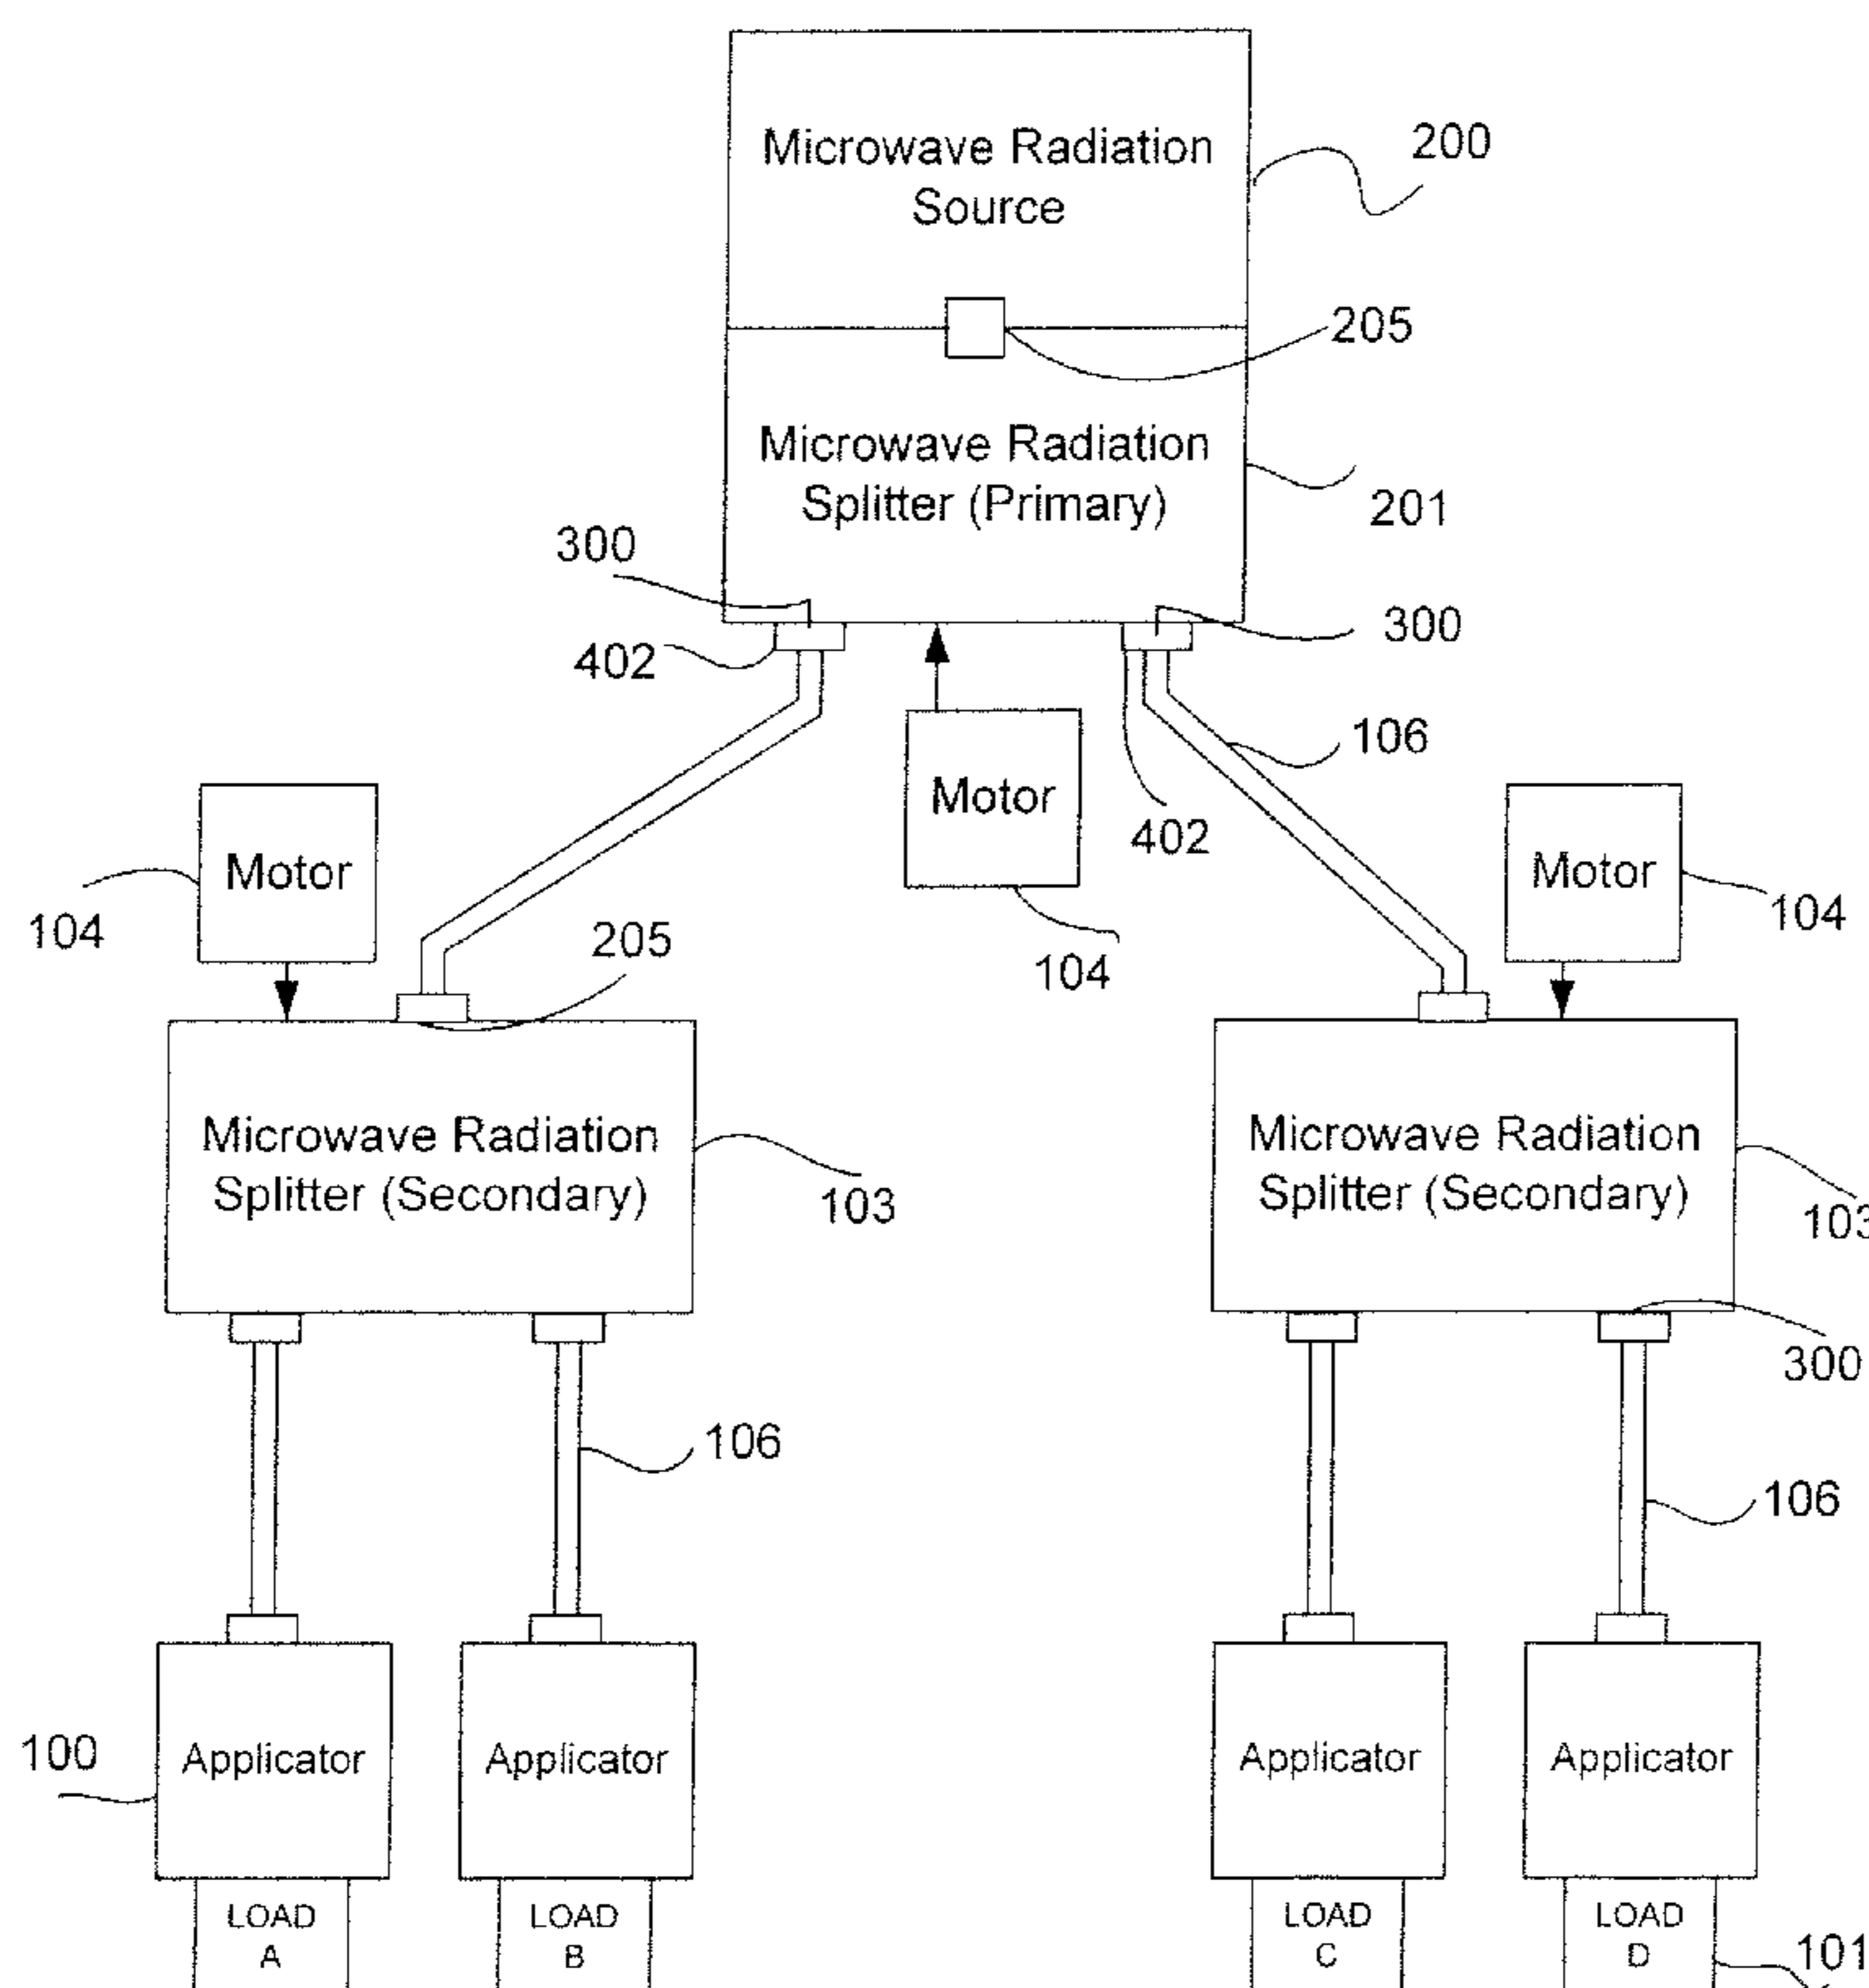 Microwave Radiation
Source
200
205
Microwave Radiation
Splitter (Primary)
201
300
300
402
106
Motor
402
Motor
104
104
Motor
104
205
Microwave Radiation
Splitter (Secondary)
103
Microwave Radiation
Splitter (Secondary)
103
300
106
106
100
Applicator
Applicator
Applicator
Applicator
LOAD
A
LOAD
B
LOAD
C
LOAD
D
101